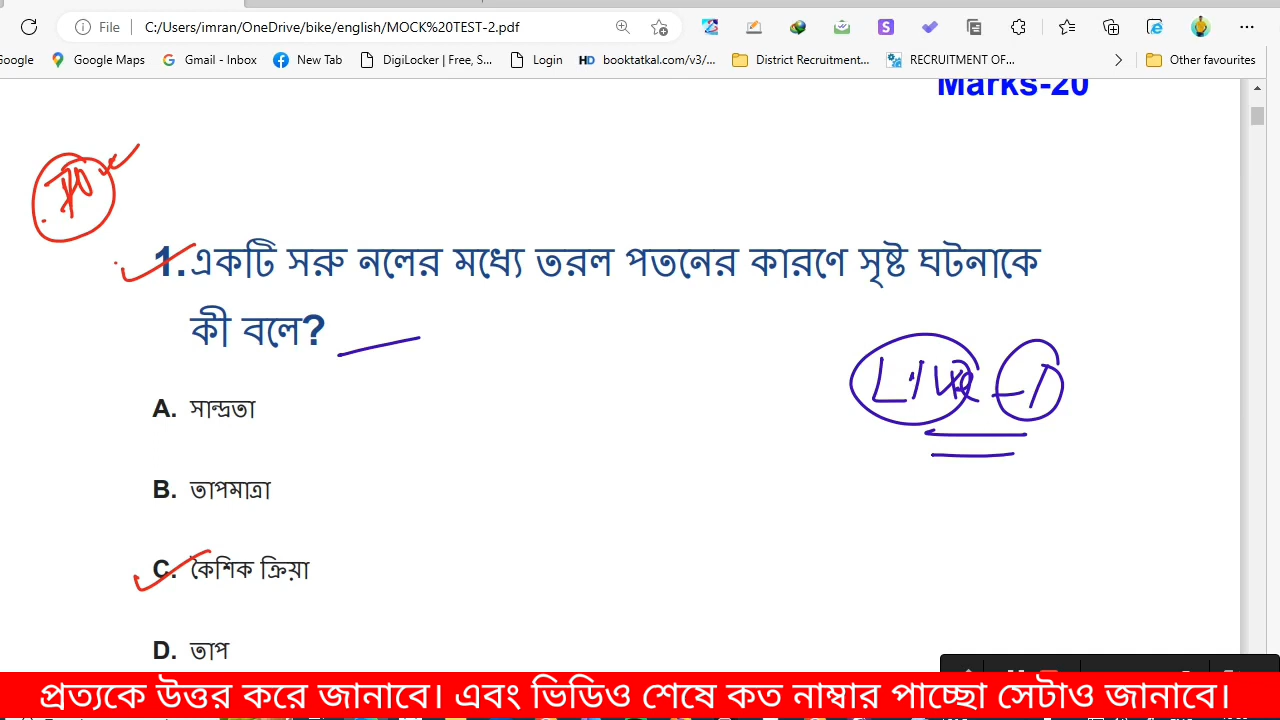 File C:/Users/imran/OneDrive/bike/english/MOCK%20TEST-2.pdf
Google Google Maps Gmail - Inbox New Tab DigiLocker | Free, S... Login HD booktatkal.com/v3/... District Recruitment... RECRUITMENT OF... Other favourites
Marks-20
1. একটি সরু নলের মধ্যে তরল পতনের কারণে সৃষ্ট ঘটনাকে
কী বলে?
A. সান্দ্রতা
B. তাপমাত্রা
C. কৈশিক ক্রিয়া
D. তাপ
প্রত্যকে উত্তর করে জানাবে। এবং ভিডিও শেষে কত নাম্বার পাচ্ছো সেটাও জানাবে।